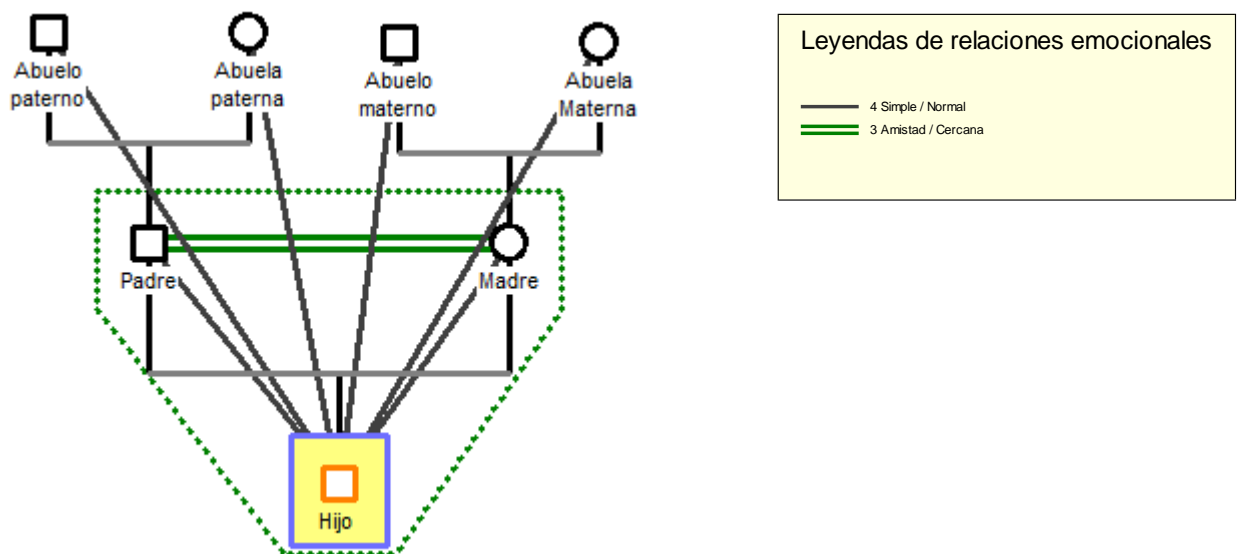 Abuelo
paterno
Abuela
paterna
Abuelo
materno
Abuela
Materna
Padre
Madre
Hijo
Leyendas de relaciones emocionales
4 Simple / Normal
3 Amistad / Cercana